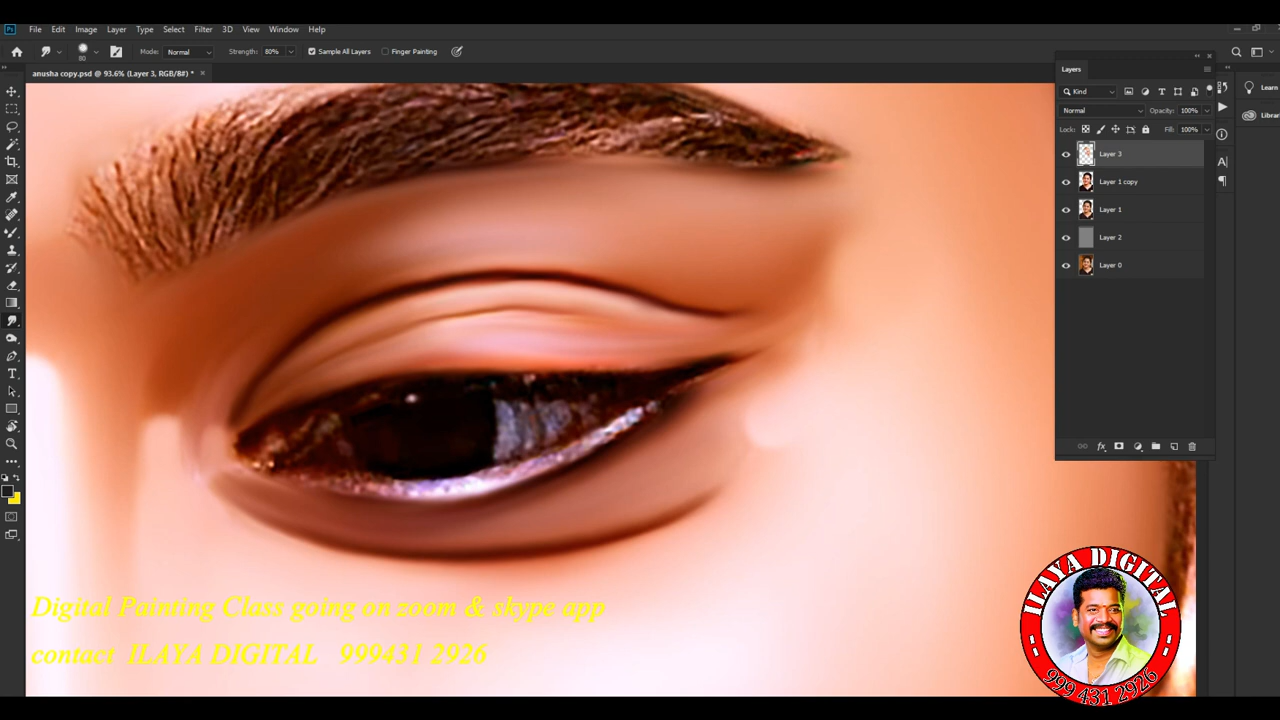 Ps File Edit Image Layer Type Select Filter 3D View Window Help
80 Mode: Normal Strength: 80% Sample All Layers Finger Painting
anusha copy.psd @ 93.6% (Layer 3, RGB/8#) * ×
Layers
Kind
Normal Opacity: 100%
Lock: Fill: 100%
Layer 3
Layer 1 copy
Layer 1
Layer 2
Layer 0
Learn
Digital Painting Class going on zoom & skype app
contact ILAYA DIGITAL 999431 2926
ILAYA DIGITAL
999 431 2926